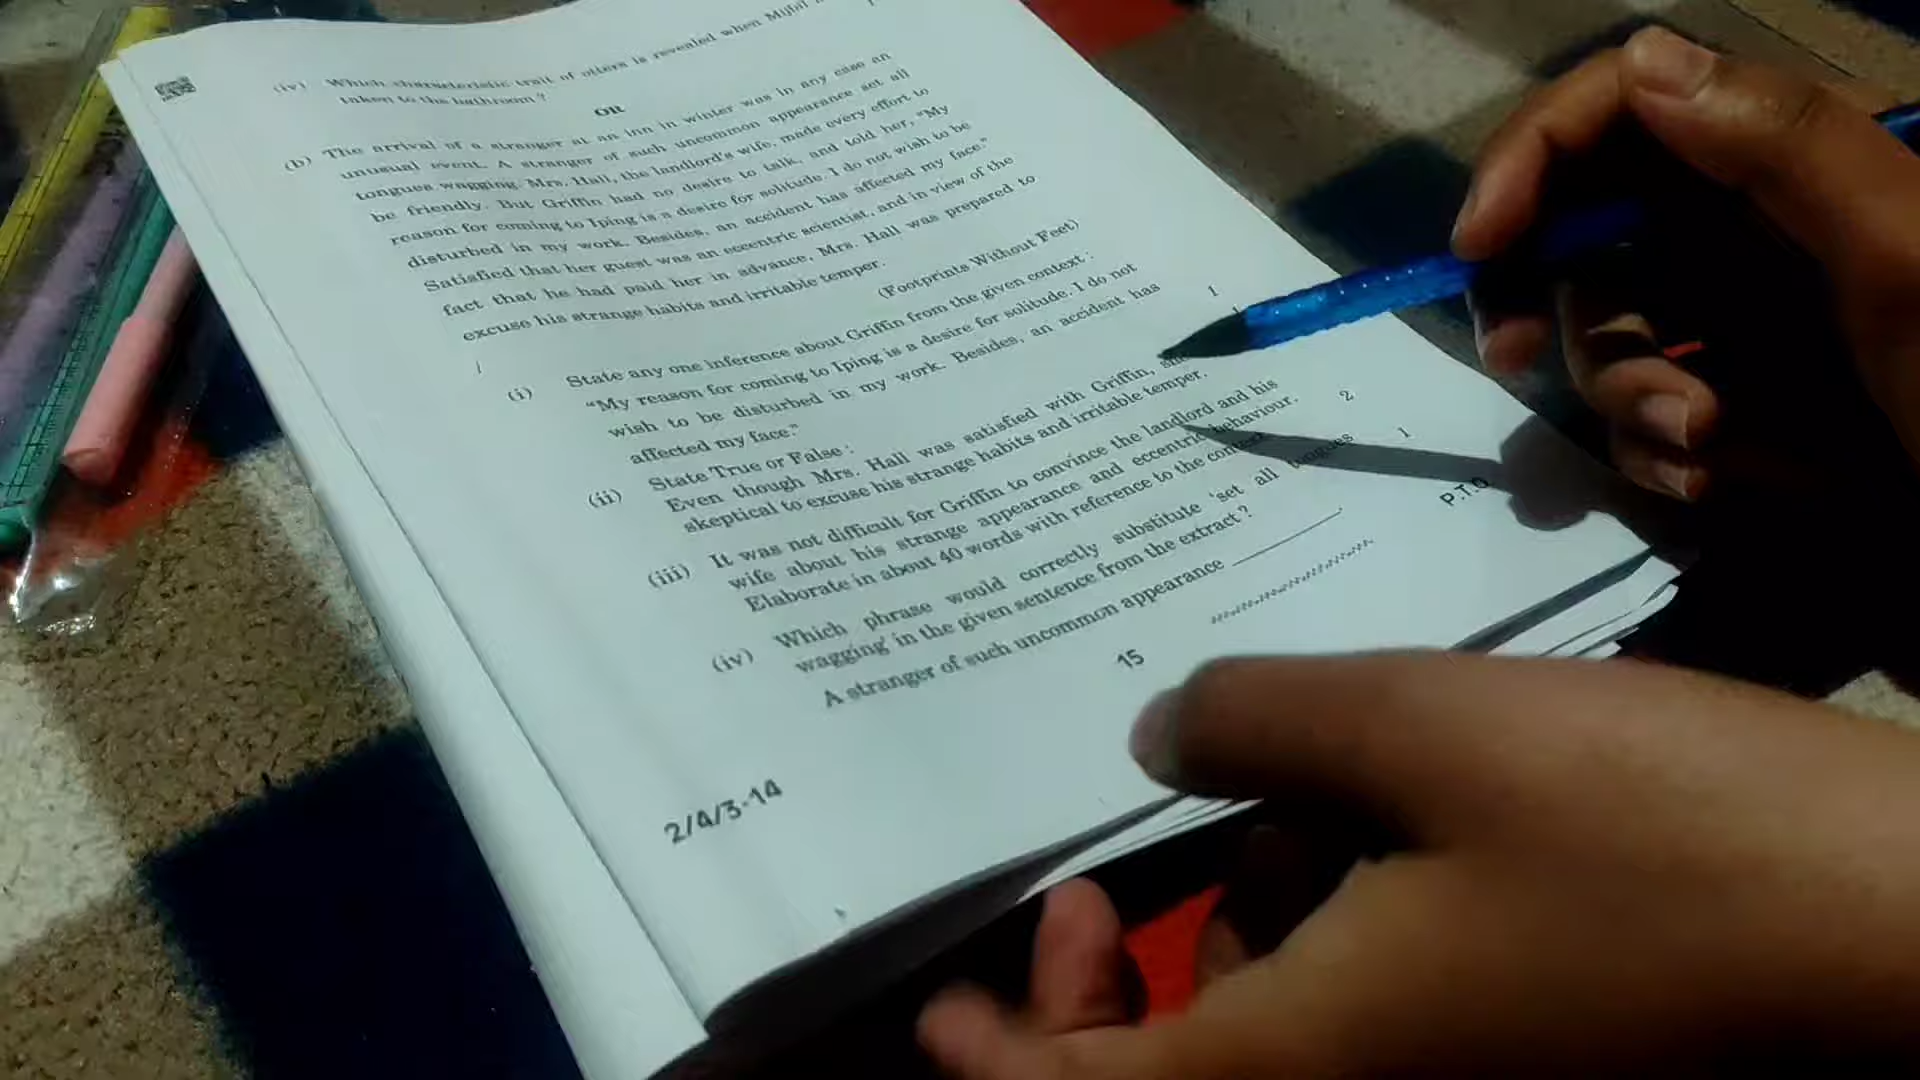 (iv) Which characteristic trait of otters is revealed when Mijbil is
taken to the bathroom ?
OR
(b) The arrival of a stranger at an inn in winter was in any case an
unusual event. A stranger of such uncommon appearance set all
tongues wagging. Mrs. Hall, the landlord's wife, made every effort to
be friendly. But Griffin had no desire to talk, and told her, "My
reason for coming to Iping is a desire for solitude. I do not wish to be
disturbed in my work. Besides, an accident has affected my face."
Satisfied that her guest was an eccentric scientist, and in view of the
fact that he had paid her in advance, Mrs. Hall was prepared to
excuse his strange habits and irritable temper.
(Footprints Without Feet)
(i) State any one inference about Griffin from the given context : 1
"My reason for coming to Iping is a desire for solitude. I do not
wish to be disturbed in my work. Besides, an accident has
affected my face."
(ii) State True or False :
Even though Mrs. Hall was satisfied with Griffin, she
skeptical to excuse his strange habits and irritable temper.
(iii) It was not difficult for Griffin to convince the landlord and his
wife about his strange appearance and eccentric behaviour.
Elaborate in about 40 words with reference to the context. 2
(iv) Which phrase would correctly substitute 'set all tongues
wagging' in the given sentence from the extract ? 1
A stranger of such uncommon appearance ________.
2/4/3-14 15 P.T.O.